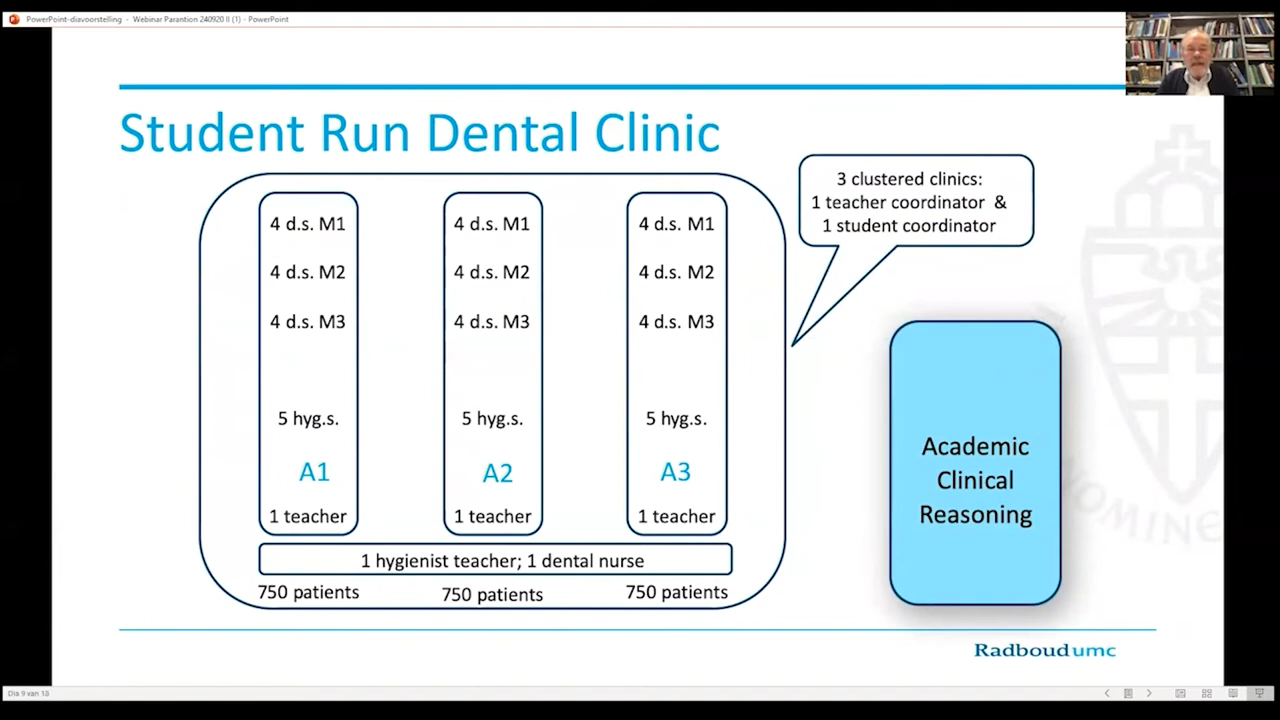 PowerPoint-diavoorstelling - Webinar Parantion 240920 II (1) - PowerPoint
Student Run Dental Clinic
3 clustered clinics:
1 teacher coordinator &
1 student coordinator
4 d.s. M1
4 d.s. M2
4 d.s. M3
5 hyg.s.
A1
1 teacher
4 d.s. M1
4 d.s. M2
4 d.s. M3
5 hyg.s.
A2
1 teacher
4 d.s. M1
4 d.s. M2
4 d.s. M3
5 hyg.s.
A3
1 teacher
1 hygienist teacher; 1 dental nurse
750 patients
750 patients
750 patients
Academic
Clinical
Reasoning
NOMINE
Radboudumc
Dia 9 van 18